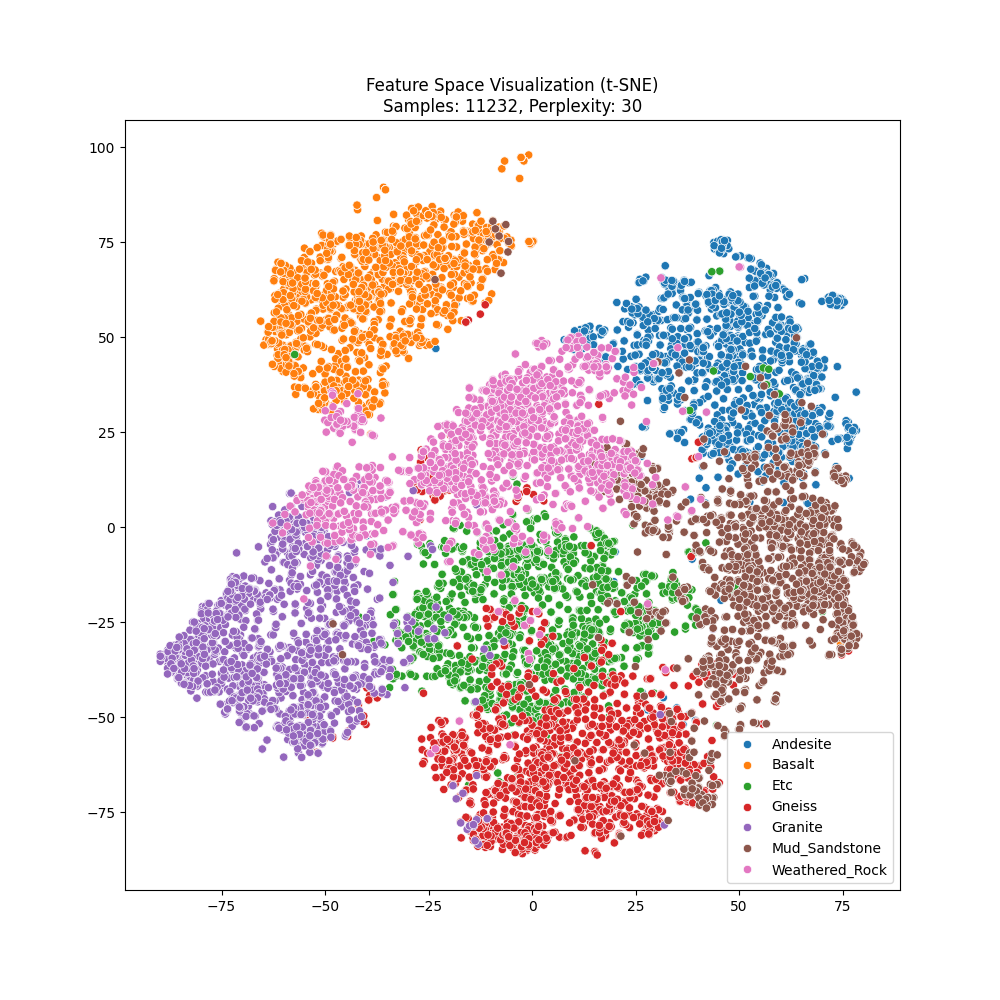 Feature Space Visualization (t-SNE)
Samples: 11232, Perplexity: 30
100
75
50
25
0
−25
−50
−75
−75
−50
−25
0
25
50
75
Andesite
Basalt
Etc
Gneiss
Granite
Mud_Sandstone
Weathered_Rock